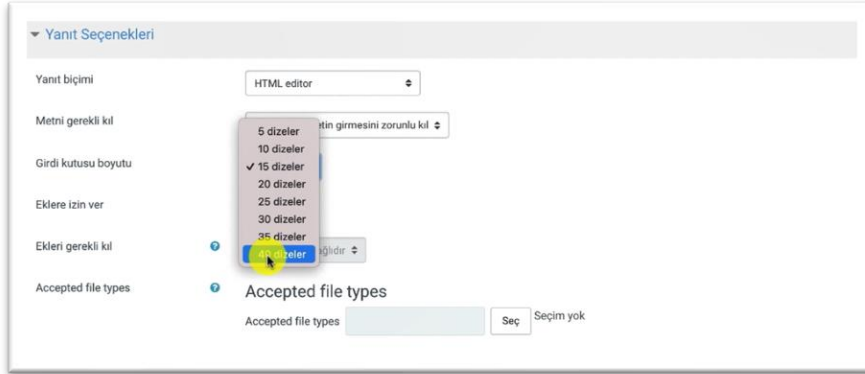 Yanıt Seçenekleri
Yanıt biçimi
HTML editor
Metni gerekli kıl
girmesini zorunlu kıl
Girdi kutusu boyutu
5 dizeler
10 dizeler
✓ 15 dizeler
20 dizeler
25 dizeler
30 dizeler
35 dizeler
40 dizeler
Eklere izin ver
Ekleri gerekli kıl
Accepted file types
Accepted file types
Accepted file types
Seç
Seçim yok